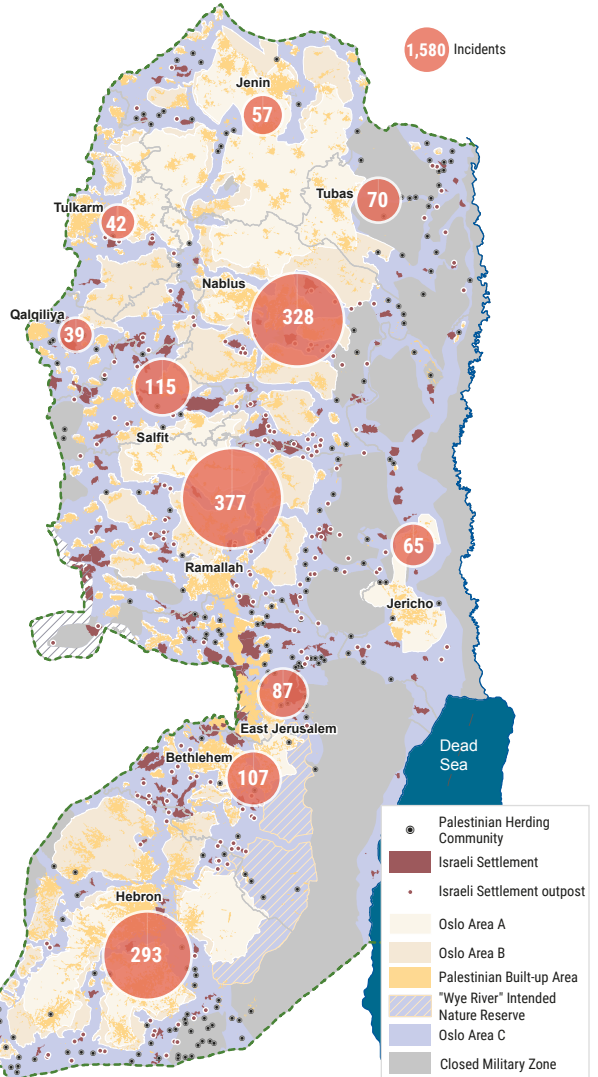 1,580 Incidents
Jenin
57
Tubas
70
Tulkarm
42
Nablus
328
Qalqiliya
39
115
Salfit
377
65
Ramallah
Jericho
87
East Jerusalem
Bethlehem
107
Dead
Sea
Hebron
293
Palestinian Herding
Community
Israeli Settlement
Israeli Settlement outpost
Oslo Area A
Oslo Area B
Palestinian Built-up Area
"Wye River" Intended
Nature Reserve
Oslo Area C
Closed Military Zone